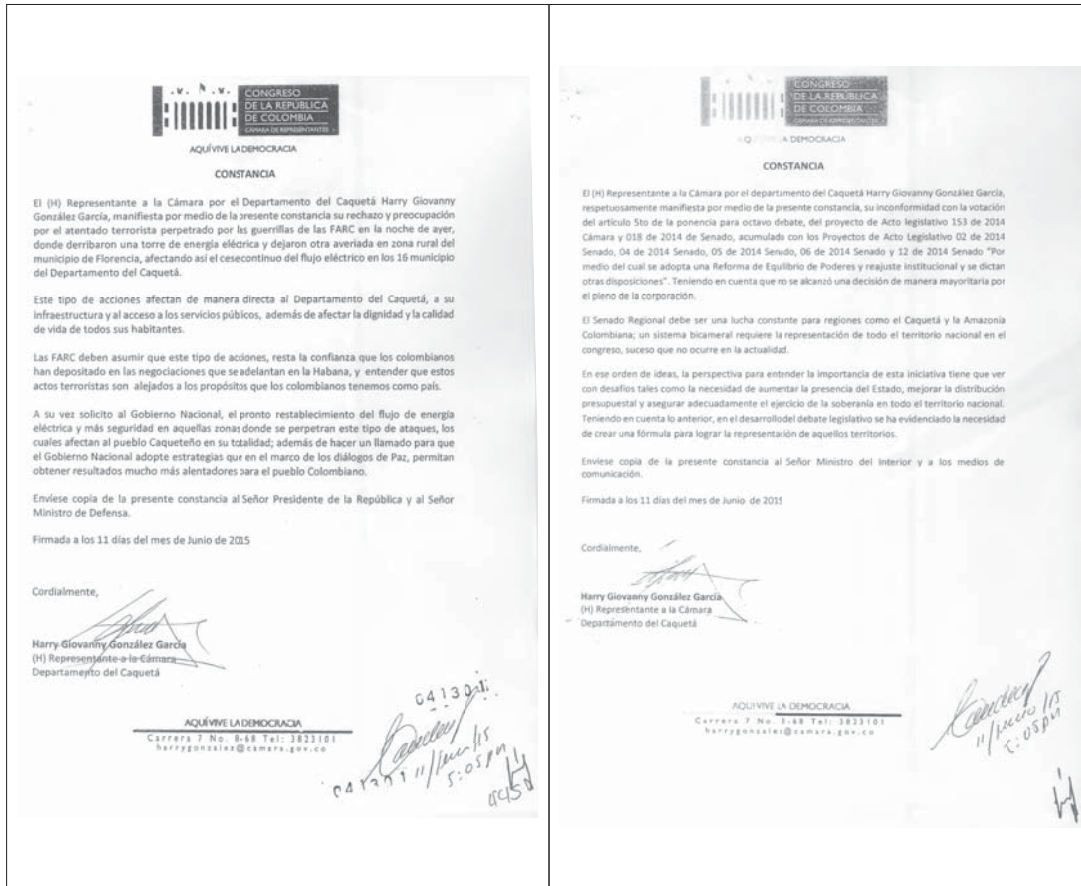 CONGRESO
DE LA REPÚBLICA
DE COLOMBIA
CÁMARA DE REPRESENTANTES
AQUÍ VIVE LA DEMOCRACIA
CONSTANCIA
El (H) Representante a la Cámara por el Departamento del Caquetá Harry Giovanny
González García, manifiesta por medio de la presente constancia su rechazo y preocupación
por el atentado terrorista perpetrado por las guerrillas de las FARC en la noche de ayer,
donde derribaron una torre de energía eléctrica y dejaron otra averiada en zona rural del
municipio de Florencia, afectando así el cesecontinuo del flujo eléctrico en los 16 municipio
del Departamento del Caquetá.
Este tipo de acciones afectan de manera directa al Departamento del Caquetá, a su
infraestructura y al acceso a los servicios púbicos, además de afectar la dignidad y la calidad
de vida de todos sus habitantes.
Las FARC deben asumir que este tipo de acciones, resta la confianza que los colombianos
han depositado en las negociaciones que se adelantan en la Habana, y entender que estos
actos terroristas son alejados a los propósitos que los colombianos tenemos como país.
A su vez solicito al Gobierno Nacional, el pronto restablecimiento del flujo de energía
eléctrica y más seguridad en aquellas zonas donde se perpetran este tipo de ataques, los
cuales afectan al pueblo Caqueteño en su totalidad; además de hacer un llamado para que
el Gobierno Nacional adopte estrategias que en el marco de los diálogos de Paz, permitan
obtener resultados mucho más alentadores para el pueblo Colombiano.
Envíese copia de la presente constancia al Señor Presidente de la República y al Señor
Ministro de Defensa.
Firmada a los 11 días del mes de Junio de 2015
Cordialmente,
Harry Giovanny González García
(H) Representante a la Cámara
Departamento del Caquetá
041301
AQUÍ VIVE LA DEMOCRACIA
Carrera 7 No. 8-68 Tel: 3823101
harrygonzalez@camara.gov.co
041301 11/Junio/15
5:05 pm
CONGRESO
DE LA REPÚBLICA
DE COLOMBIA
CÁMARA DE REPRESENTANTES
AQUÍ VIVE LA DEMOCRACIA
CONSTANCIA
El (H) Representante a la Cámara por el departamento del Caquetá Harry Giovanny González García,
respetuosamente manifiesta por medio de la presente constancia, su inconformidad con la votación
del artículo 5to de la ponencia para octavo debate, del proyecto de Acto legislativo 153 de 2014
Cámara y 018 de 2014 de Senado, acumulado con los Proyectos de Acto Legislativo 02 de 2014
Senado, 04 de 2014 Senado, 05 de 2014 Senado, 06 de 2014 Senado y 12 de 2014 Senado "Por
medio del cual se adopta una Reforma de Equlibrio de Poderes y reajuste institucional y se dictan
otras disposiciones". Teniendo en cuenta que no se alcanzó una decisión de manera mayoritaria por
el pleno de la corporación.
El Senado Regional debe ser una lucha constante para regiones como el Caquetá y la Amazonía
Colombiana; un sistema bicameral requiere la representación de todo el territorio nacional en el
congreso, suceso que no ocurre en la actualidad.
En ese orden de ideas, la perspectiva para entender la importancia de esta iniciativa tiene que ver
con desafíos tales como la necesidad de aumentar la presencia del Estado, mejorar la distribución
presupuestal y asegurar adecuadamente el ejercicio de la soberanía en todo el territorio nacional.
Teniendo en cuenta lo anterior, en el desarrollodel debate legislativo se ha evidenciado la necesidad
de crear una fórmula para lograr la representación de aquellos territorios.
Envíese copia de la presente constancia al Señor Ministro del Interior y a los medios de
comunicación.
Firmada a los 11 días del mes de Junio de 2015
Cordialmente,
Harry Giovanny González García
(H) Representante a la Cámara
Departamento del Caquetá
AQUÍ VIVE LA DEMOCRACIA
Carrera 7 No. 8-68 Tel: 3823101
harrygonzalez@camara.gov.co
11/Junio/15
5:05 pm